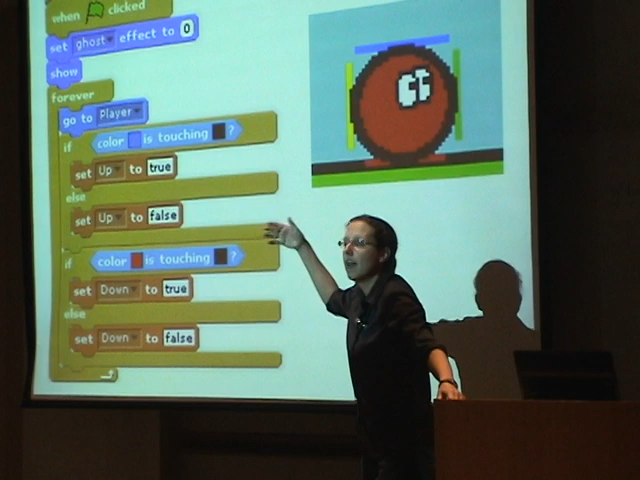 when clicked
set ghost effect to 0
show
forever
go to Player
if color is touching ?
set Up to true
else
set Up to false
if color is touching ?
set Down to true
else
set Down to false